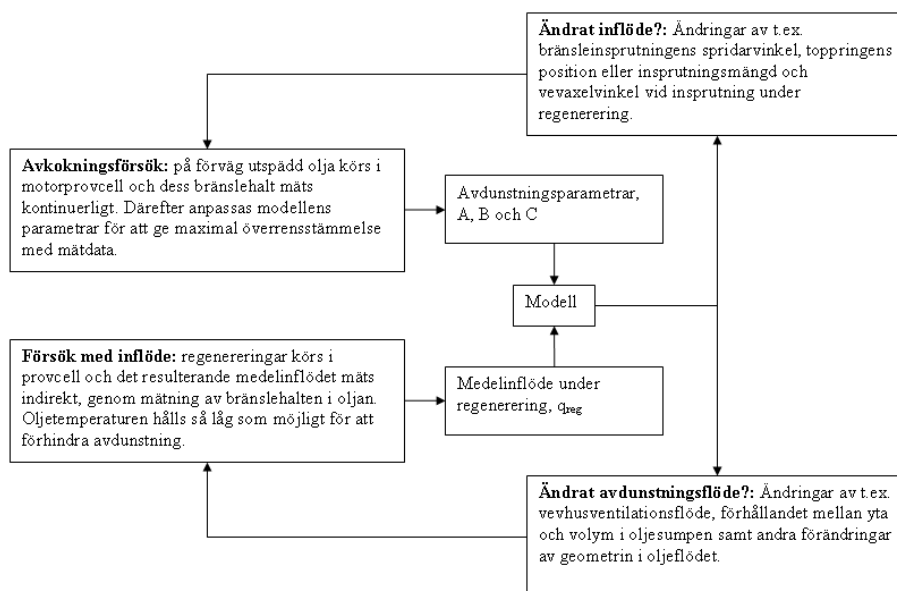 Ändrat inflöde?: Ändringar av t.ex.
bränsleinsprutningens spridarvinkel, toppringens
position eller insprutningsmängd och
vevaxelvinkel vid insprutning under
regenerering.
Avkokningsförsök: på förväg utspädd olja körs i
motorprovcell och dess bränslehalt mäts
kontinuerligt. Därefter anpassas modellens
parametrar för att ge maximal överrensstämmelse
med mätdata.
Avdunstningsparametrar,
A, B och C
Modell
Försök med inflöde: regenereringar körs i
provcell och det resulterande medelinflödet mäts
indirekt, genom mätning av bränslehalten i oljan.
Oljetemperaturen hålls så låg som möjligt för att
förhindra avdunstning.
Medelinflöde under
regenerering, qreg
Ändrat avdunstningsflöde?: Ändringar av t.ex.
vevhusventilationsflöde, förhållandet mellan yta
och volym i oljesumpen samt andra förändringar
av geometrin i oljeflödet.